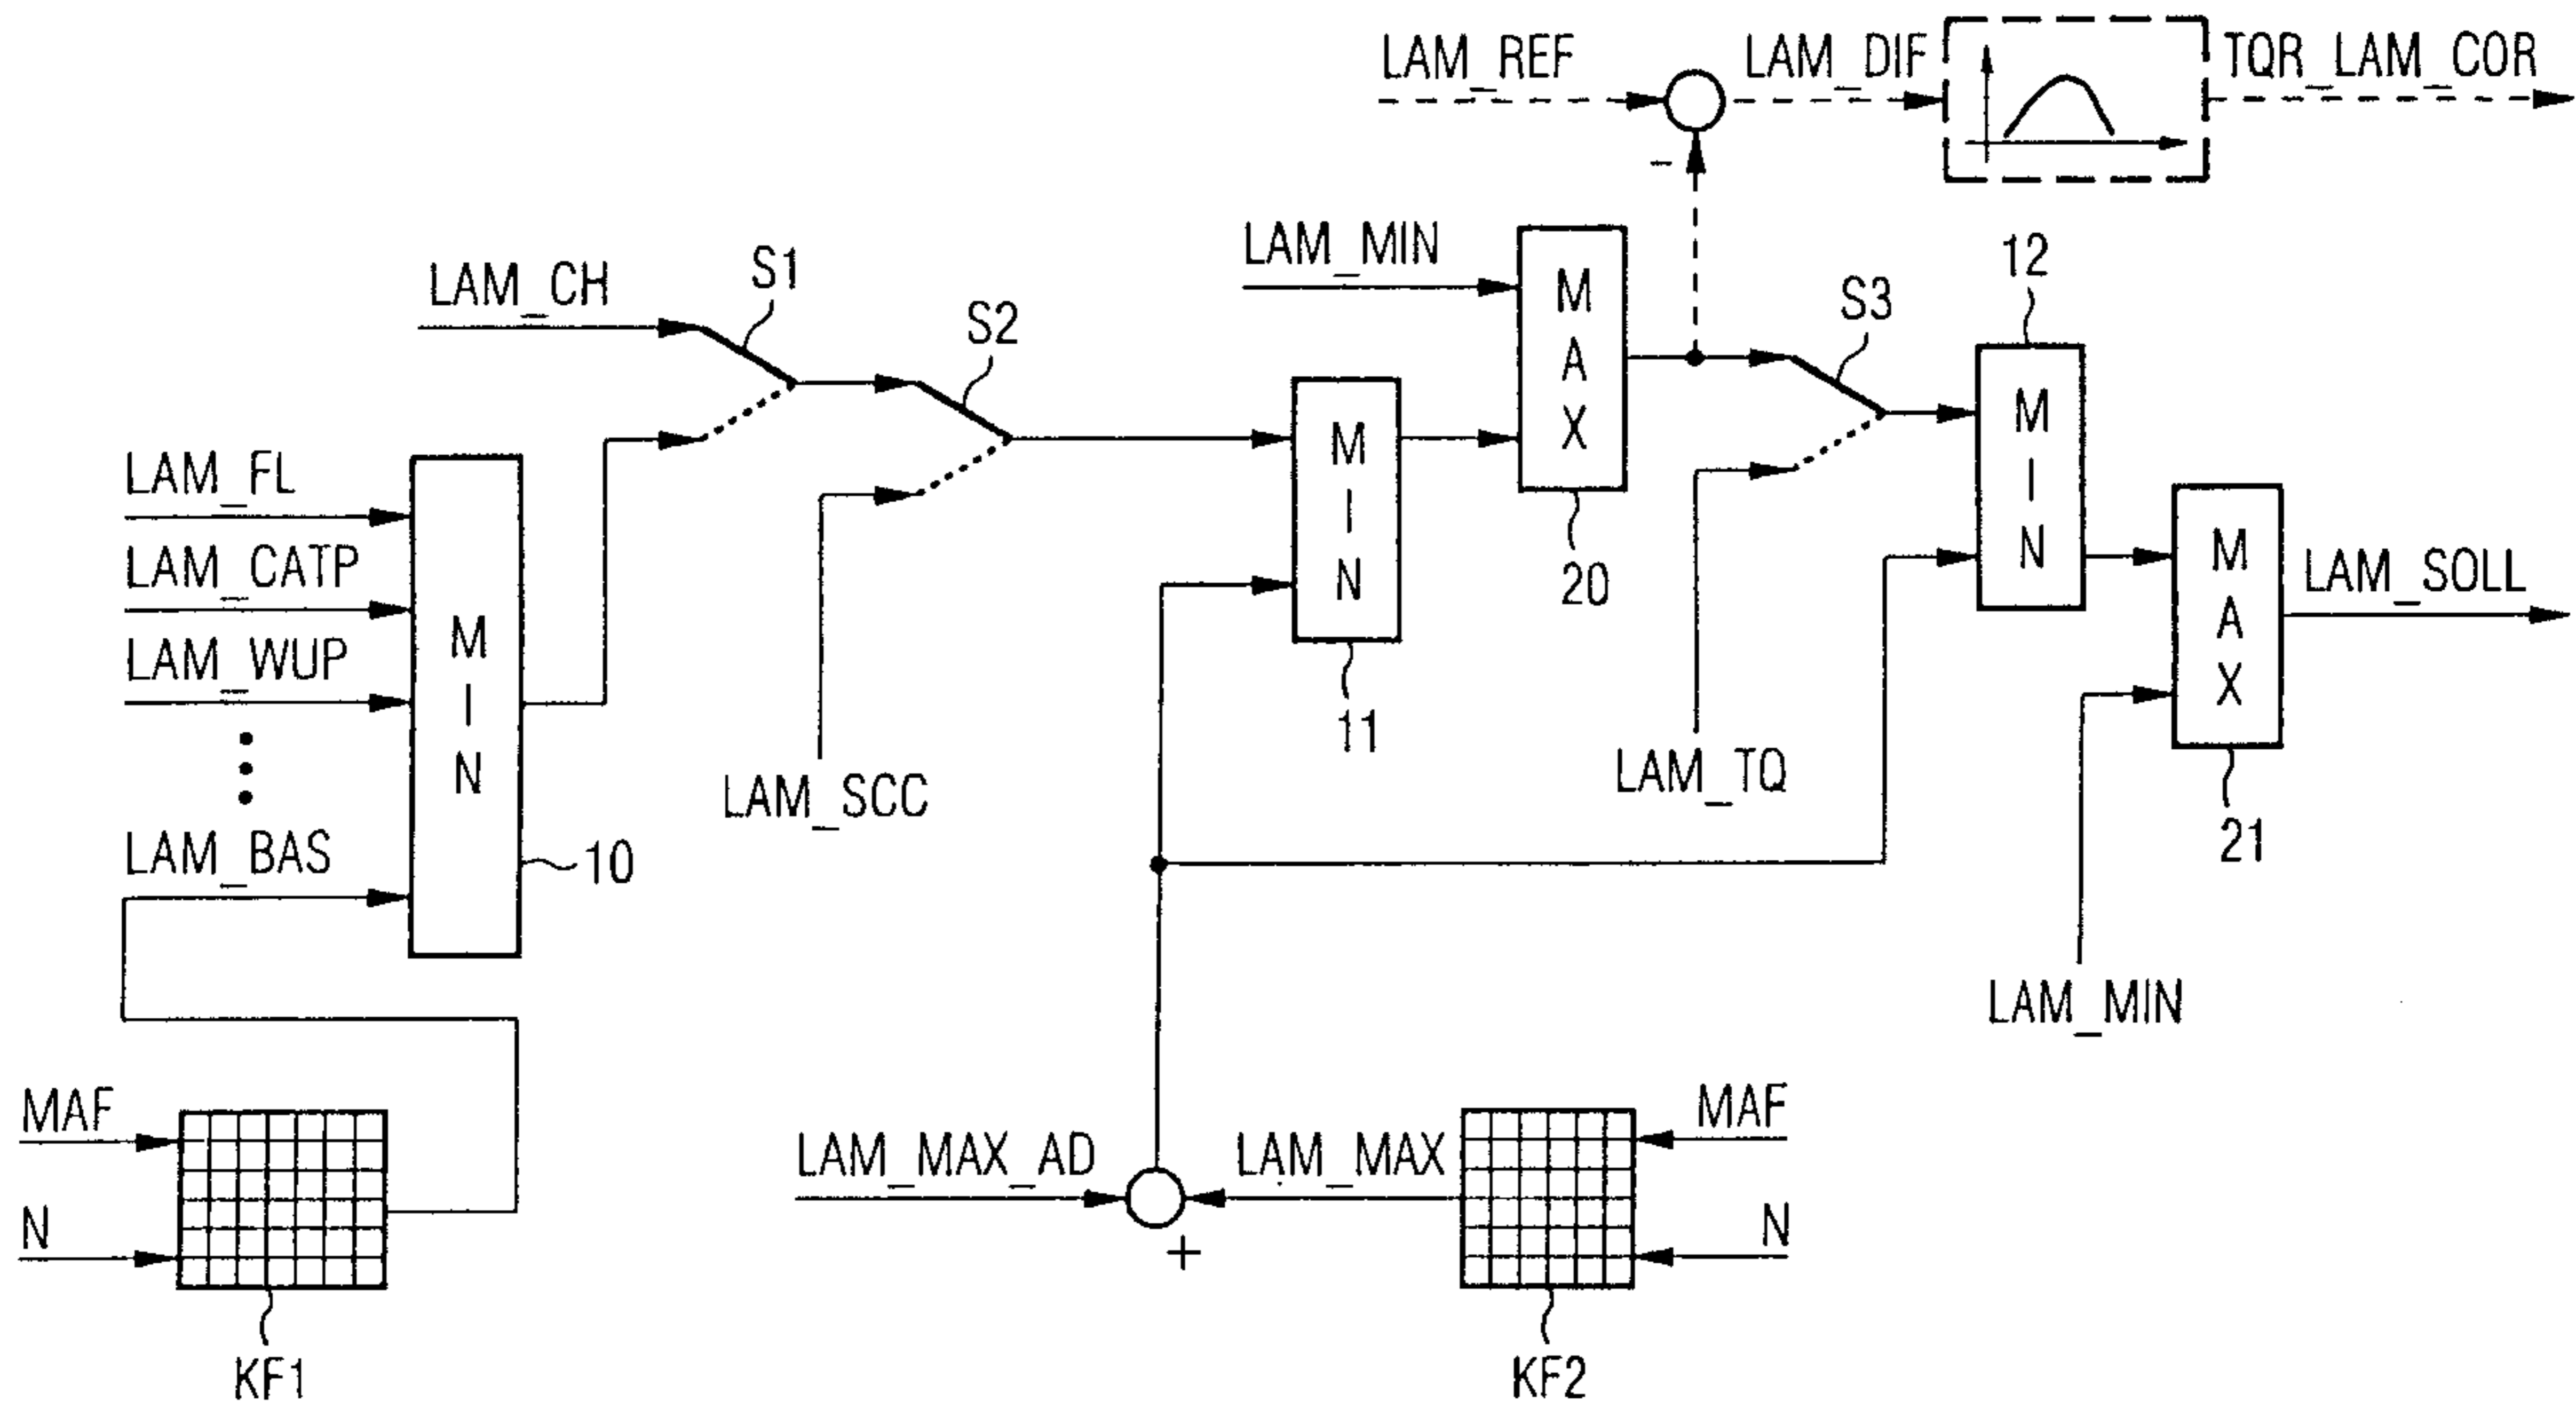 LAM_REF
LAM_DIF
TQR_LAM_COR
-
LAM_MIN
M A X
20
12
S3
LAM_CH
S1
S2
M I N
11
M I N
M A X
21
LAM_SOLL
LAM_FL
LAM_CATP
LAM_WUP
LAM_BAS
M I N
10
LAM_SCC
LAM_TQ
LAM_MIN
MAF
N
KF1
LAM_MAX_AD
LAM_MAX
+
MAF
N
KF2